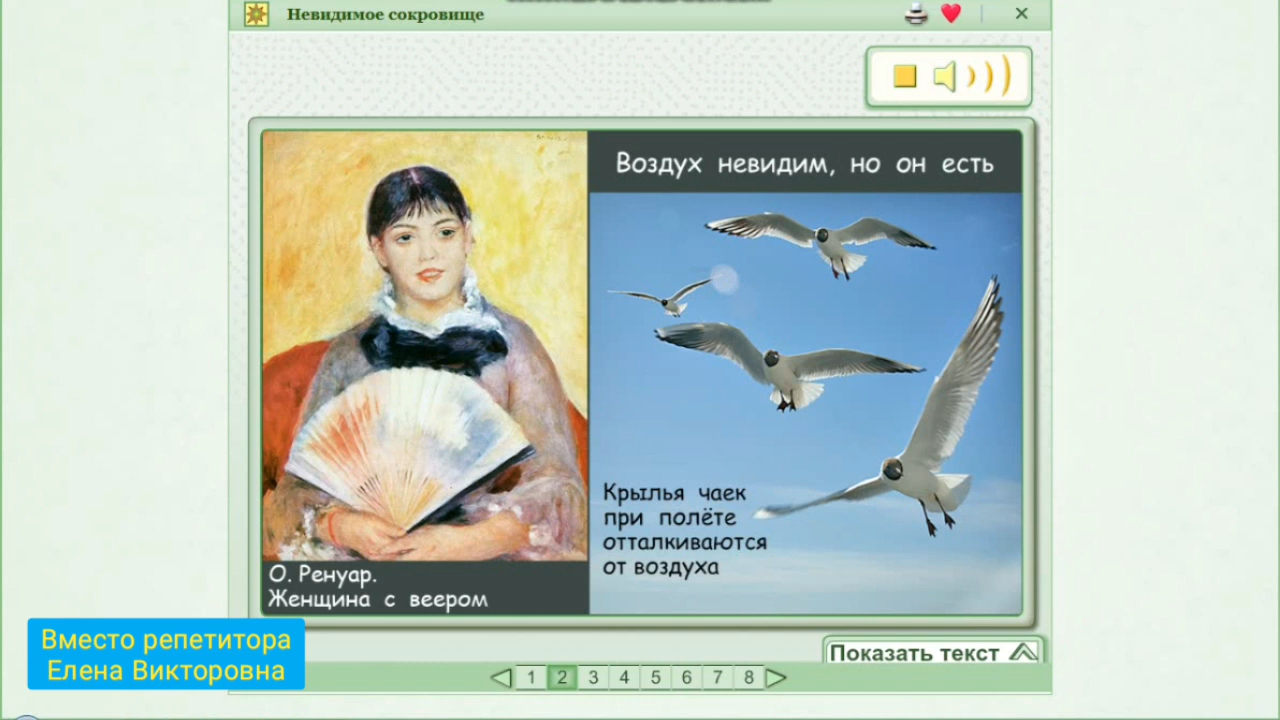 Невидимое сокровище
Воздух невидим, но он есть
Крылья чаек
при полёте
отталкиваются
от воздуха
О. Ренуар.
Женщина с веером
Вместо репетитора
Елена Викторовна
Показать текст
1 2 3 4 5 6 7 8